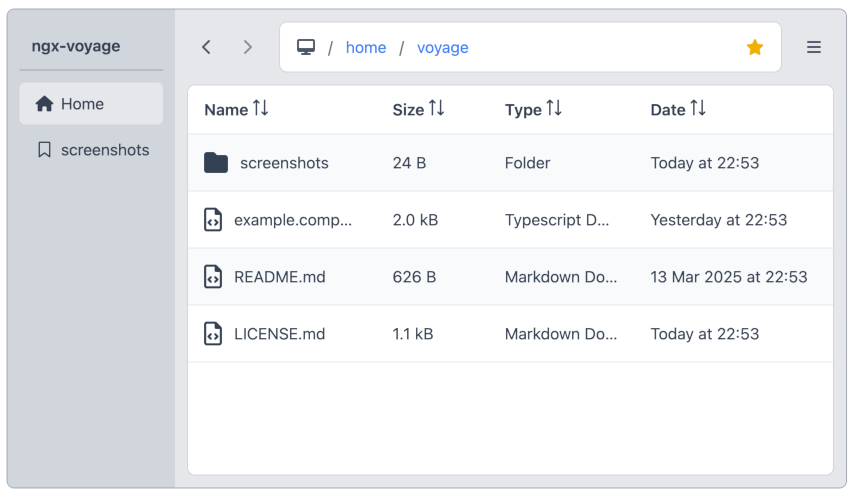 ngx-voyage
Home
screenshots
/ home / voyage
Name Size Type Date
screenshots 24 B Folder Today at 22:53
example.comp... 2.0 kB Typescript D... Yesterday at 22:53
README.md 626 B Markdown Do... 13 Mar 2025 at 22:53
LICENSE.md 1.1 kB Markdown Do... Today at 22:53